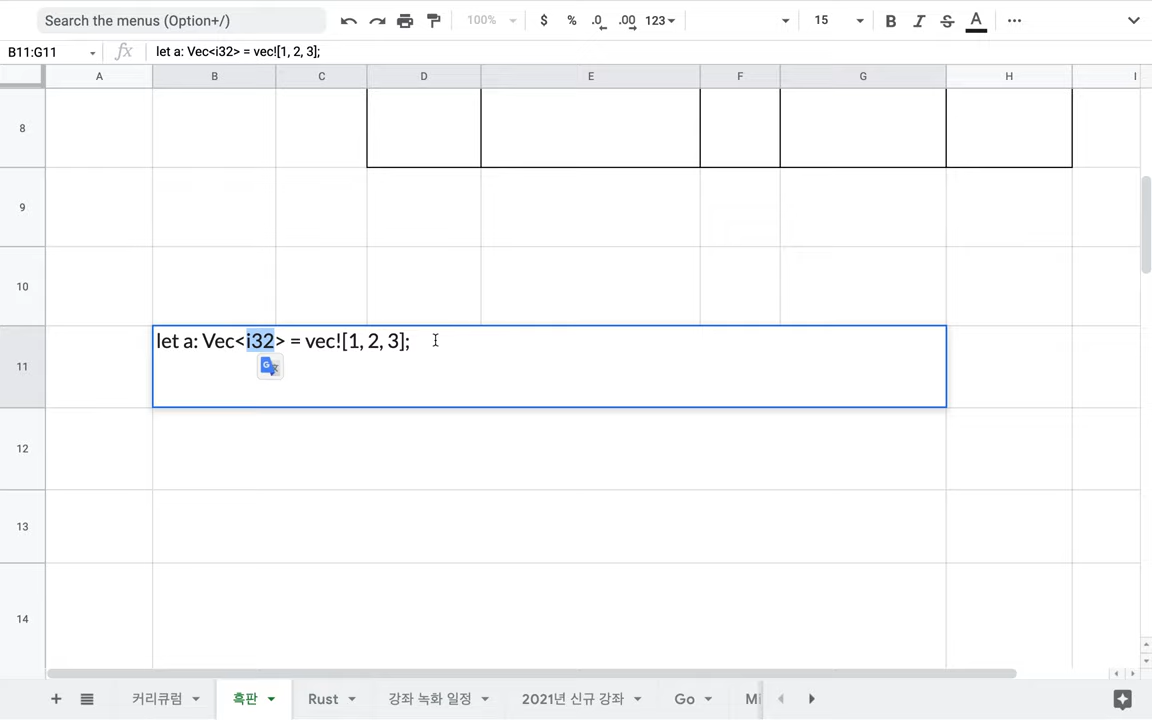 Search the menus (Option+/) 100% $ % .0 .00 123 15 B I S A
B11:G11 fx let a: Vec<i32> = vec![1, 2, 3];
A B C D E F G H I
8
9
10
11 let a: Vec<i32> = vec![1, 2, 3];
12
13
14
커리큘럼 흑판 Rust 강좌 녹화 일정 2021년 신규 강좌 Go Mi